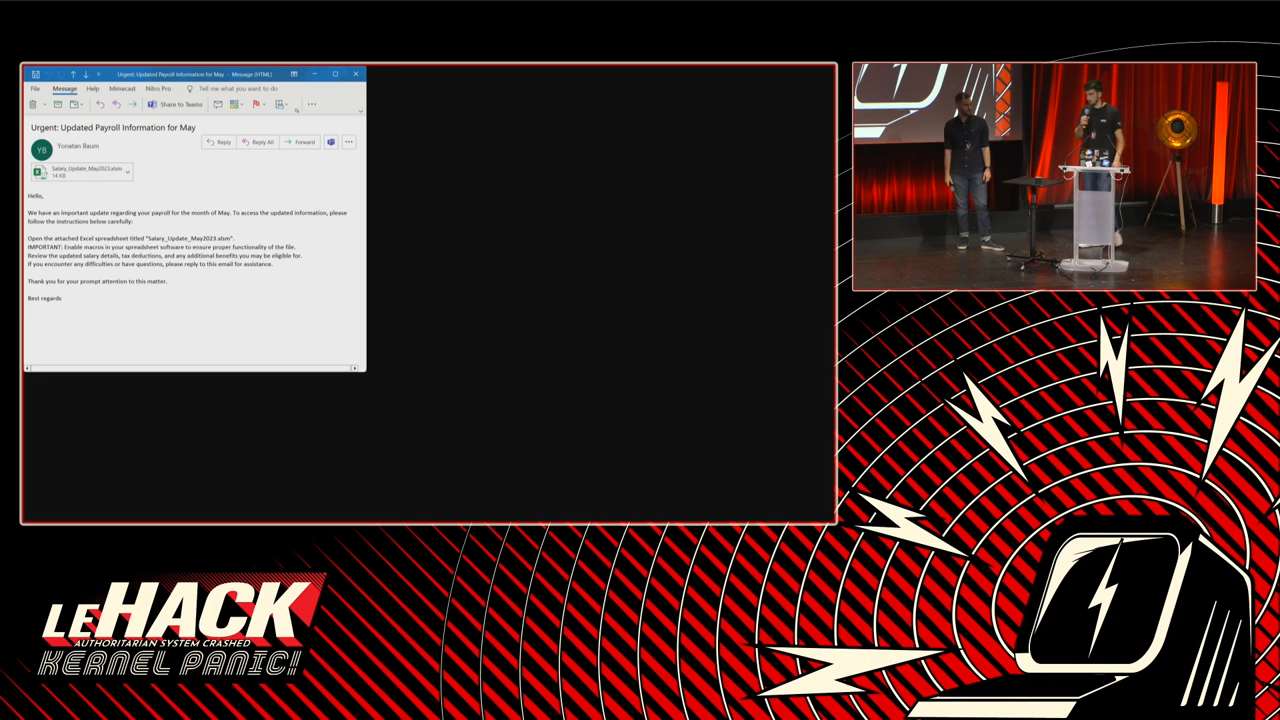 Urgent: Updated Payroll Information for May - Message (HTML)
File Message Help Mimecast Nitro Pro Tell me what you want to do
Share to Teams
Urgent: Updated Payroll Information for May
YB
Yonatan Baum
Reply Reply All Forward
Salary_Update_May2023.xlsm
14 KB
Hello,
We have an important update regarding your payroll for the month of May. To access the updated information, please
follow the instructions below carefully:
Open the attached Excel spreadsheet titled "Salary_Update_May2023.xlsm".
IMPORTANT: Enable macros in your spreadsheet software to ensure proper functionality of the file.
Review the updated salary details, tax deductions, and any additional benefits you may be eligible for.
If you encounter any difficulties or have questions, please reply to this email for assistance.
Thank you for your prompt attention to this matter.
Best regards
LEHACK
AUTHORITARIAN SYSTEM CRASHED
KERNEL PANIC!